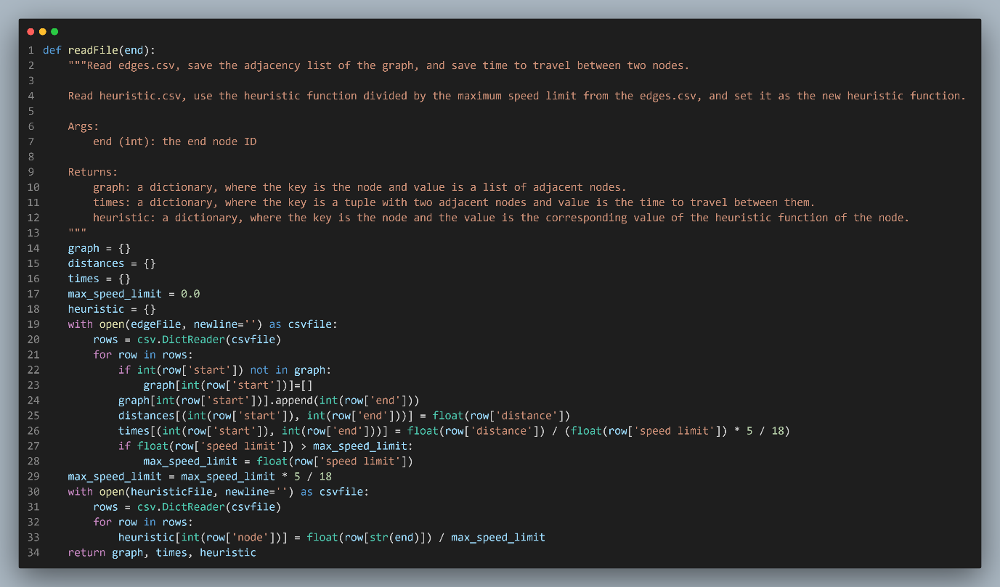 1 def readFile(end):
2     """Read edges.csv, save the adjacency list of the graph, and save time to travel between two nodes.
3
4     Read heuristic.csv, use the heuristic function divided by the maximum speed limit from the edges.csv, and set it as the new heuristic function.
5
6     Args:
7         end (int): the end node ID
8
9     Returns:
10         graph: a dictionary, where the key is the node and value is a list of adjacent nodes.
11         times: a dictionary, where the key is a tuple with two adjacent nodes and value is the time to travel between them.
12         heuristic: a dictionary, where the key is the node and the value is the corresponding value of the heuristic function of the node.
13     """
14     graph = {}
15     distances = {}
16     times = {}
17     max_speed_limit = 0.0
18     heuristic = {}
19     with open(edgeFile, newline='') as csvfile:
20         rows = csv.DictReader(csvfile)
21         for row in rows:
22             if int(row['start']) not in graph:
23                 graph[int(row['start'])]=[]
24             graph[int(row['start'])].append(int(row['end']))
25             distances[(int(row['start']), int(row['end']))] = float(row['distance'])
26             times[(int(row['start']), int(row['end']))] = float(row['distance']) / (float(row['speed limit']) * 5 / 18)
27             if float(row['speed limit']) > max_speed_limit:
28                 max_speed_limit = float(row['speed limit'])
29     max_speed_limit = max_speed_limit * 5 / 18
30     with open(heuristicFile, newline='') as csvfile:
31         rows = csv.DictReader(csvfile)
32         for row in rows:
33             heuristic[int(row['node'])] = float(row[str(end)]) / max_speed_limit
34     return graph, times, heuristic